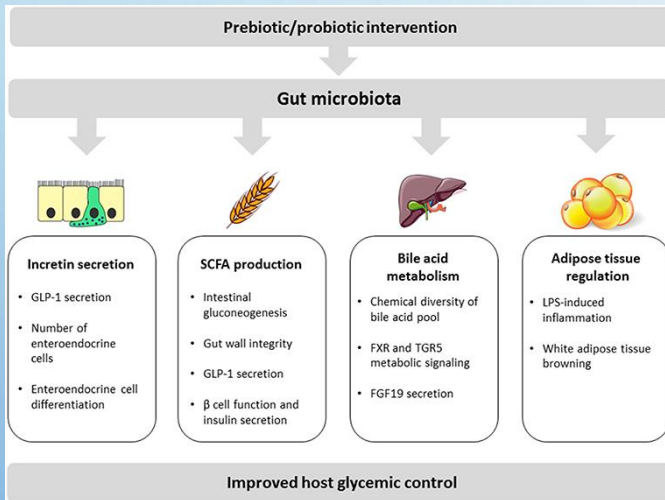 Prebiotic/probiotic intervention
Gut microbiota
Incretin secretion
• GLP-1 secretion
• Number of
enteroendocrine
cells
• Enteroendocrine cell
differentiation
SCFA production
• Intestinal
gluconeogenesis
• Gut wall integrity
• GLP-1 secretion
• β cell function and
insulin secretion
Bile acid
metabolism
• Chemical diversity of
bile acid pool
• FXR and TGR5
metabolic signaling
• FGF19 secretion
Adipose tissue
regulation
• LPS-induced
inflammation
• White adipose tissue
browning
Improved host glycemic control